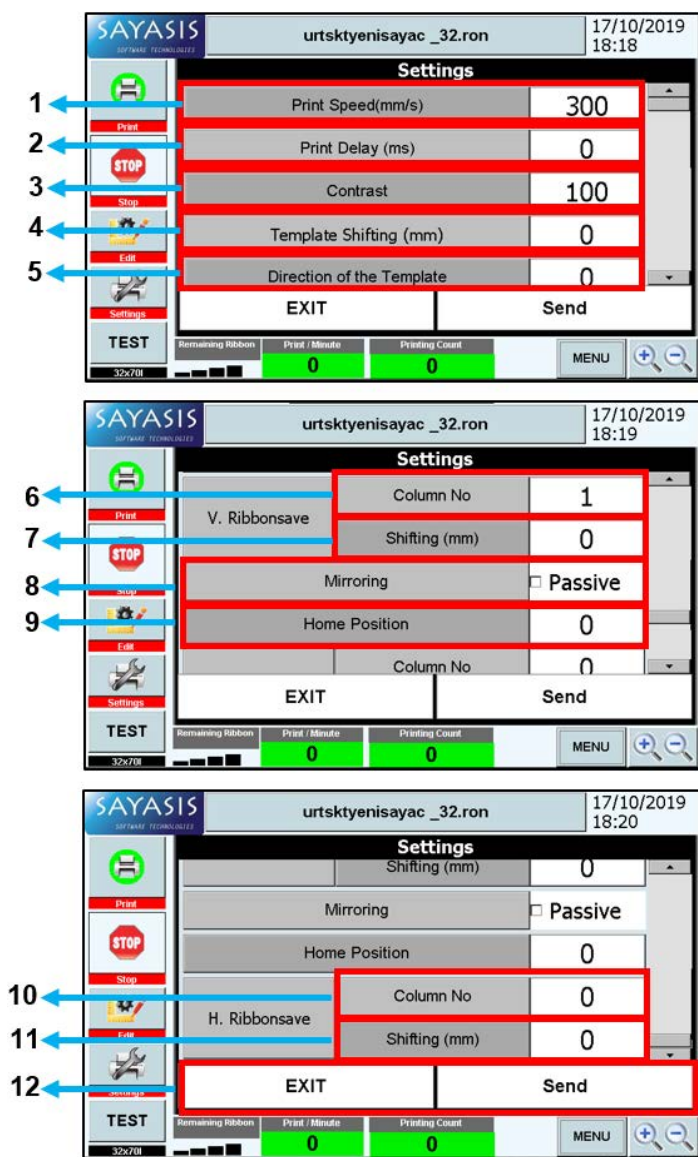 SAYASIS
SOFTWARE TECHNOLOGIES
urtsktyenisayac _32.ron
17/10/2019
18:18
Settings
1 Print Speed(mm/s) 300
Print
2 Print Delay (ms) 0
STOP
3 Contrast 100
Stop
4 Template Shifting (mm) 0
Edit
5 Direction of the Template 0
Settings
EXIT Send
TEST
Remaining Ribbon Print / Minute Printing Count
0 0
MENU
32x70I
SAYASIS
SOFTWARE TECHNOLOGIES
urtsktyenisayac _32.ron
17/10/2019
18:19
Settings
6 Column No 1
V. Ribbonsave
Print
7 Shifting (mm) 0
STOP
8 Mirroring Passive
Stop
9 Home Position 0
Edit
Column No 0
Settings
EXIT Send
TEST
Remaining Ribbon Print / Minute Printing Count
0 0
MENU
32x70I
SAYASIS
SOFTWARE TECHNOLOGIES
urtsktyenisayac _32.ron
17/10/2019
18:20
Settings
Shifting (mm) 0
Print
Mirroring Passive
STOP
Home Position 0
Stop
10 Column No 0
H. Ribbonsave
Edit
11 Shifting (mm) 0
12 EXIT Send
Settings
TEST
Remaining Ribbon Print / Minute Printing Count
0 0
MENU
32x70I